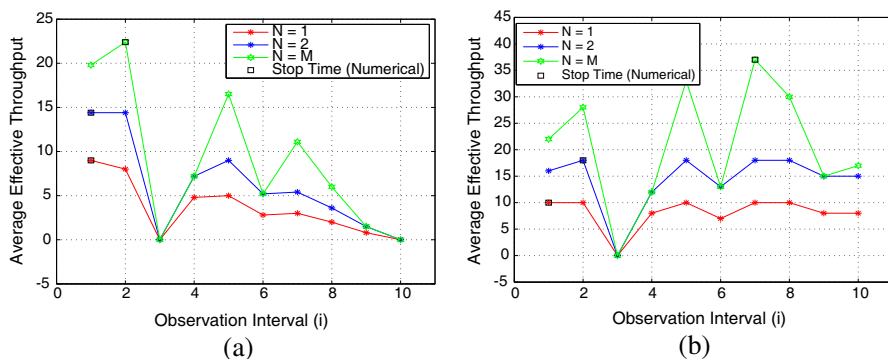 25
20
15
10
5
0
-5
Average Effective Throughput
0 2 4 6 8 10
Observation Interval (i)
N = 1
N = 2
N = M
Stop Time (Numerical)
(a)
45
40
35
30
25
20
15
10
5
0
-5
Average Effective Throughput
0 2 4 6 8 10
Observation Interval (i)
N = 1
N = 2
N = M
Stop Time (Numerical)
(b)